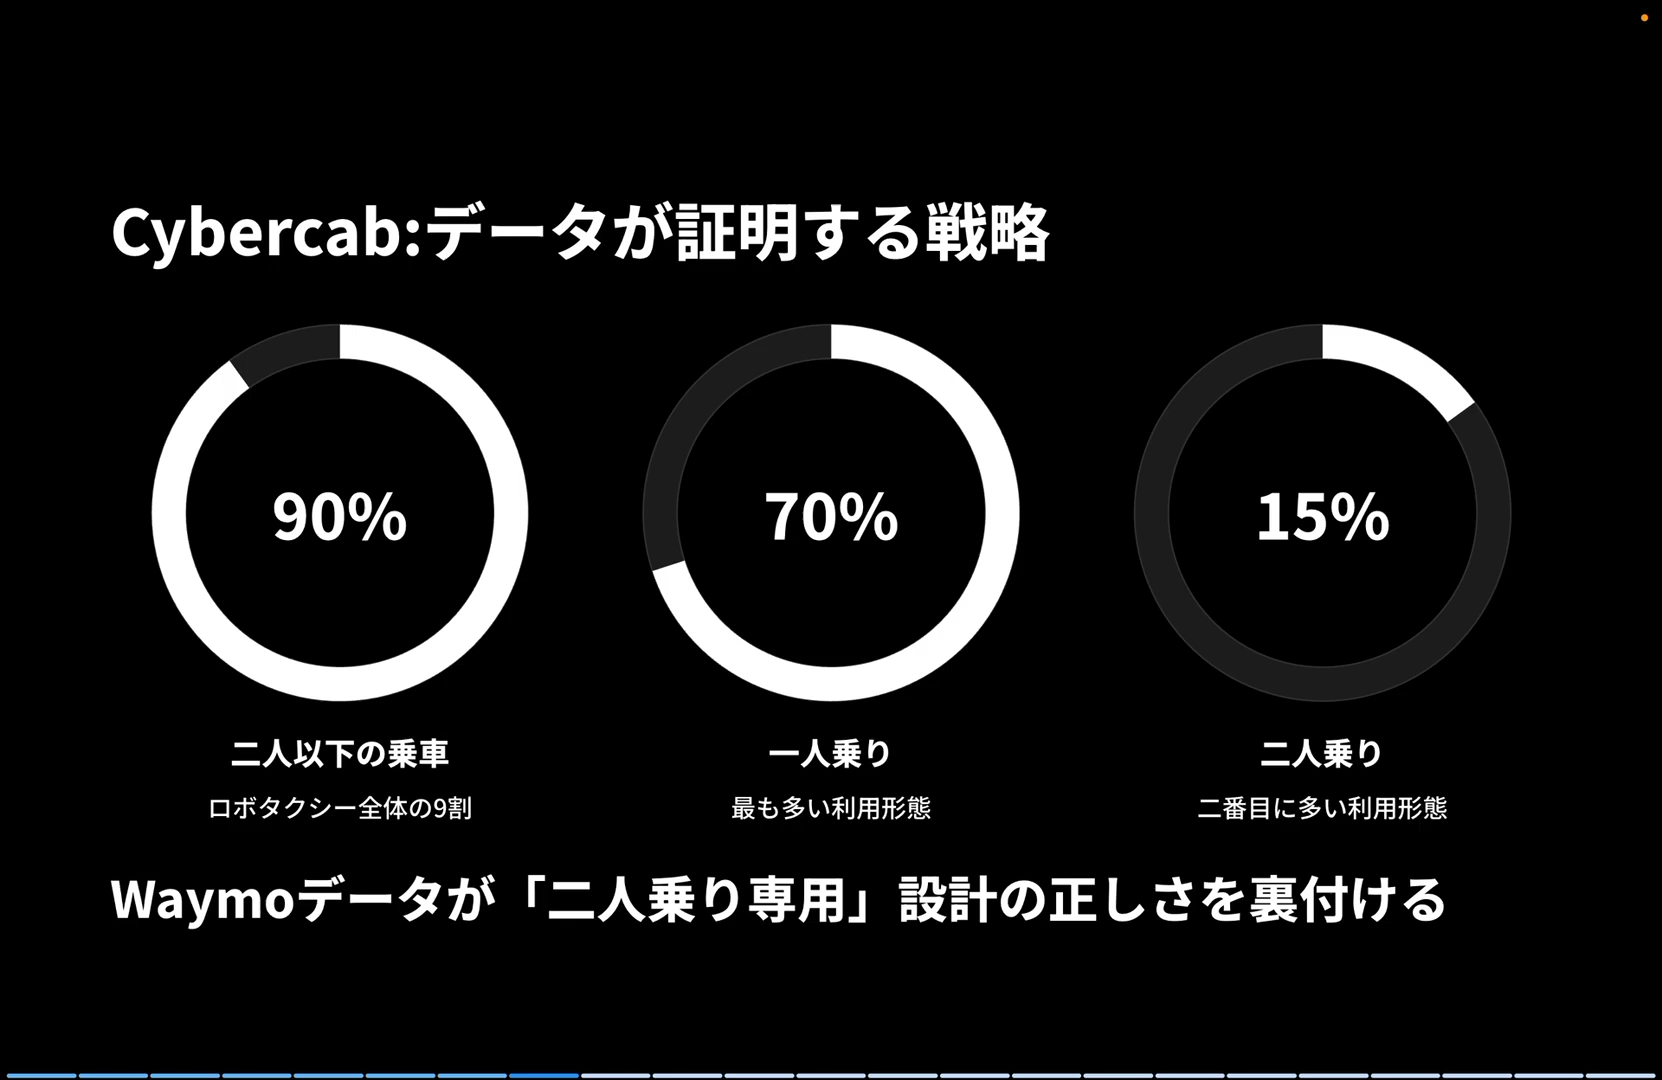 Cybercab:データが証明する戦略
90%
70%
15%
二人以下の乗車
一人乗り
二人乗り
ロボタクシー全体の9割
最も多い利用形態
二番目に多い利用形態
Waymoデータが「二人乗り専用」設計の正しさを裏付ける